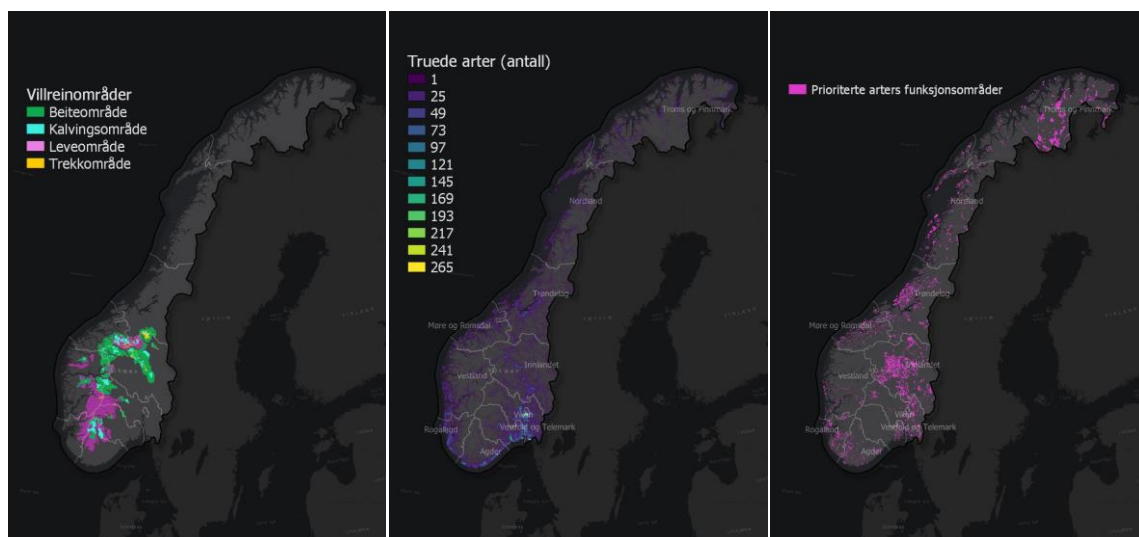 Villreinområder
Beiteområde
Kalvingsområde
Leveområde
Trekkområde
Truede arter (antall)
1
25
49
73
97
121
145
169
193
217
241
265
Troms og Finnmark
Nordland
Trøndelag
Møre og Romsdal
Innlandet
Vestland
Viken
Rogaland
Vestfold og Telemark
Agder
Prioriterte arters funksjonsområder
Troms og Finnmark
Nordland
Trøndelag
Møre og Romsdal
Innlandet
Vestland
Viken
Rogaland
Vestfold og Telemark
Agder